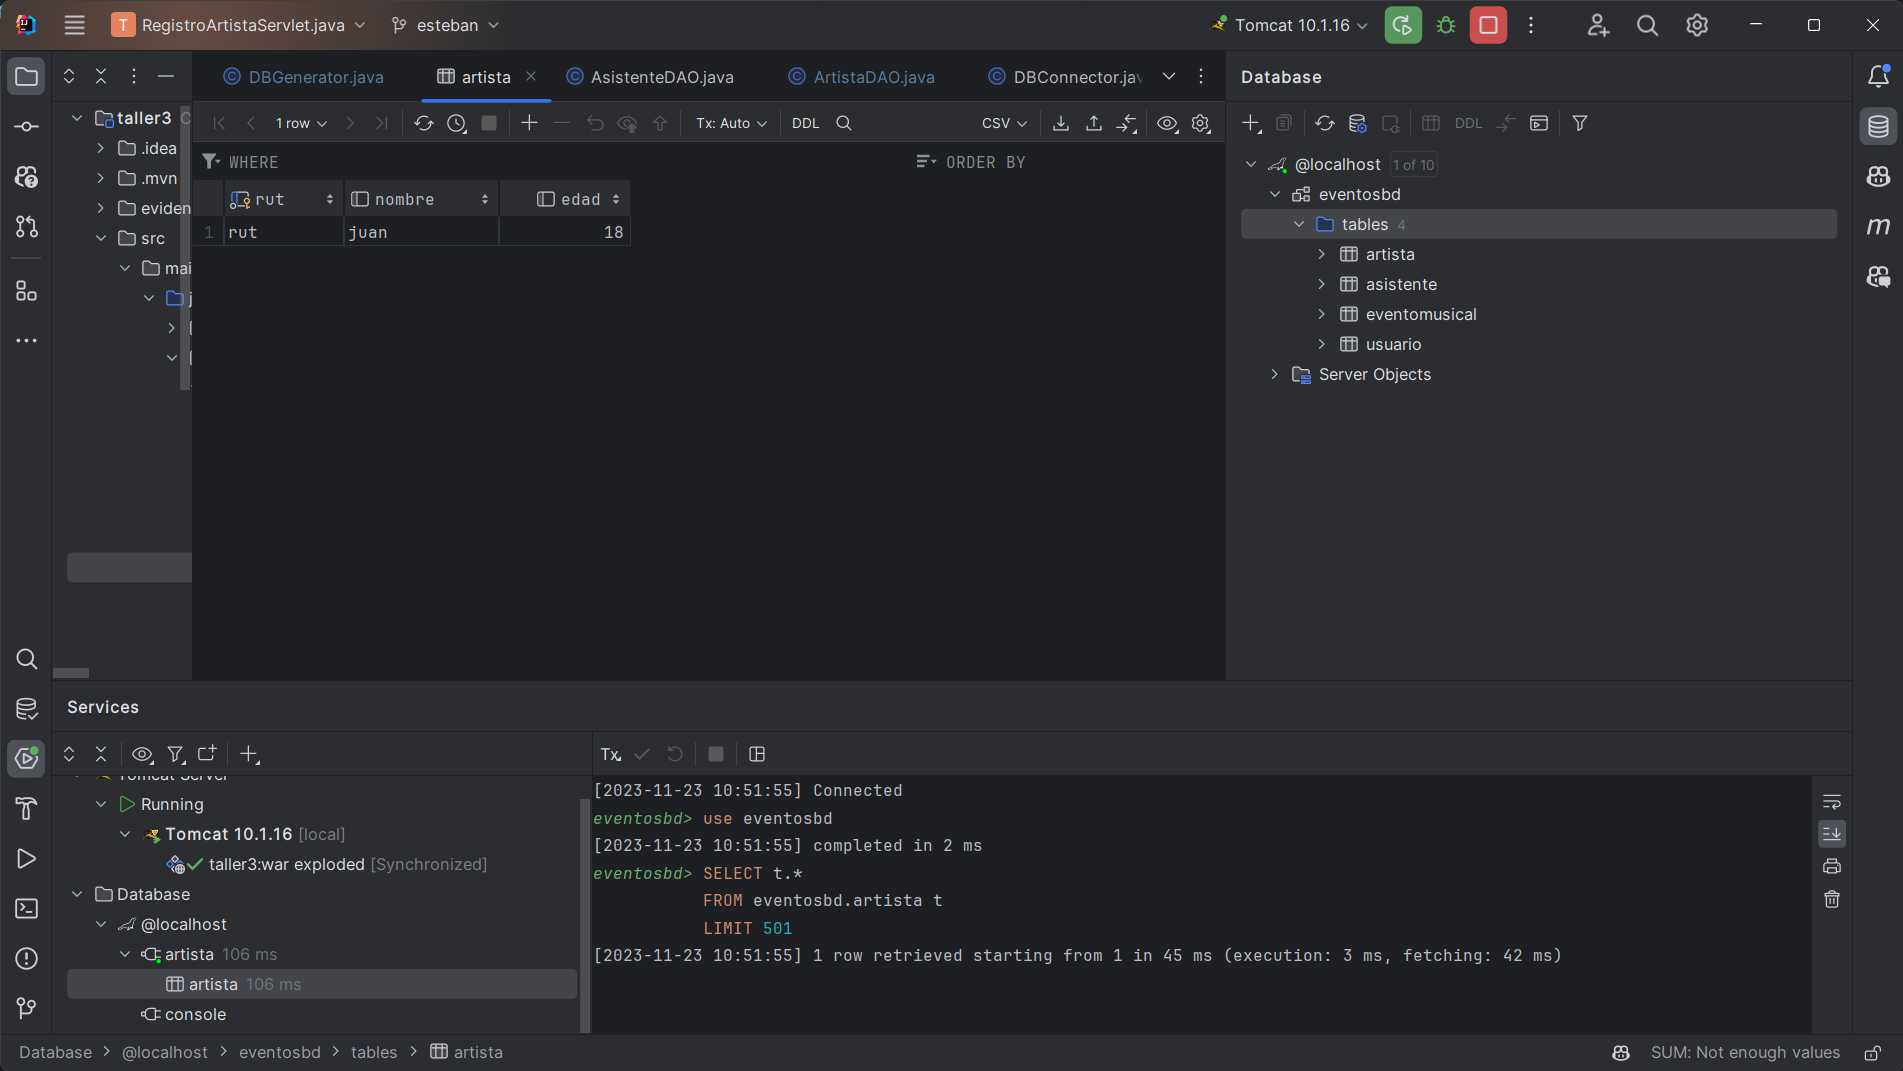 T RegistroArtistaServlet.java esteban Tomcat 10.1.16
DBGenerator.java artista AsistenteDAO.java ArtistaDAO.java DBConnector.jav
Database
1 row Tx: Auto DDL CSV
DDL
WHERE ORDER BY
rut nombre edad
1 rut juan 18
taller3 C
.idea
.mvn
eviden
src
mai
j
@localhost 1 of 10
eventosbd
tables 4
artista
asistente
eventomusical
usuario
Server Objects
m
Services
Tx
Tomcat Server
Running
Tomcat 10.1.16 [local]
taller3:war exploded [Synchronized]
Database
@localhost
artista 106 ms
artista 106 ms
console
[2023-11-23 10:51:55] Connected
eventosbd> use eventosbd
[2023-11-23 10:51:55] completed in 2 ms
eventosbd> SELECT t.*
FROM eventosbd.artista t
LIMIT 501
[2023-11-23 10:51:55] 1 row retrieved starting from 1 in 45 ms (execution: 3 ms, fetching: 42 ms)
Database > @localhost > eventosbd > tables > artista
SUM: Not enough values